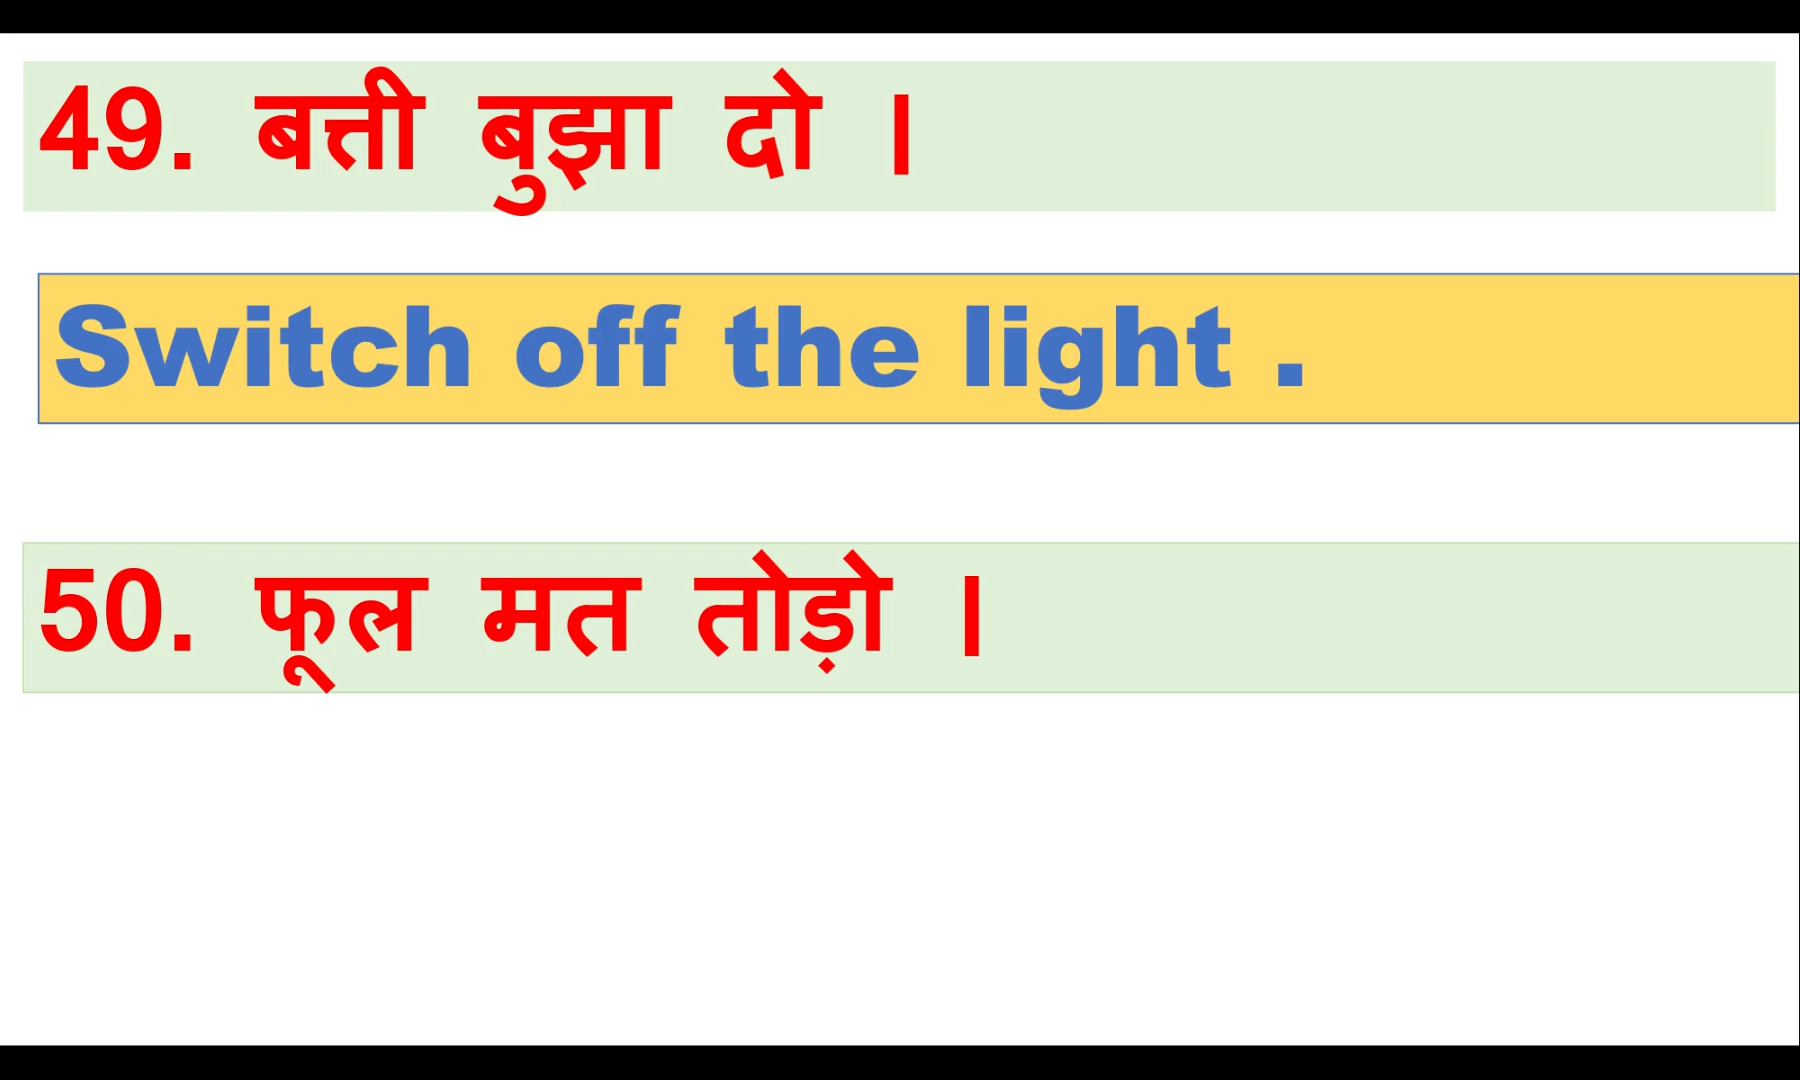 49. बत्ती बुझा दो ।
Switch off the light .
50. फूल मत तोड़ो ।